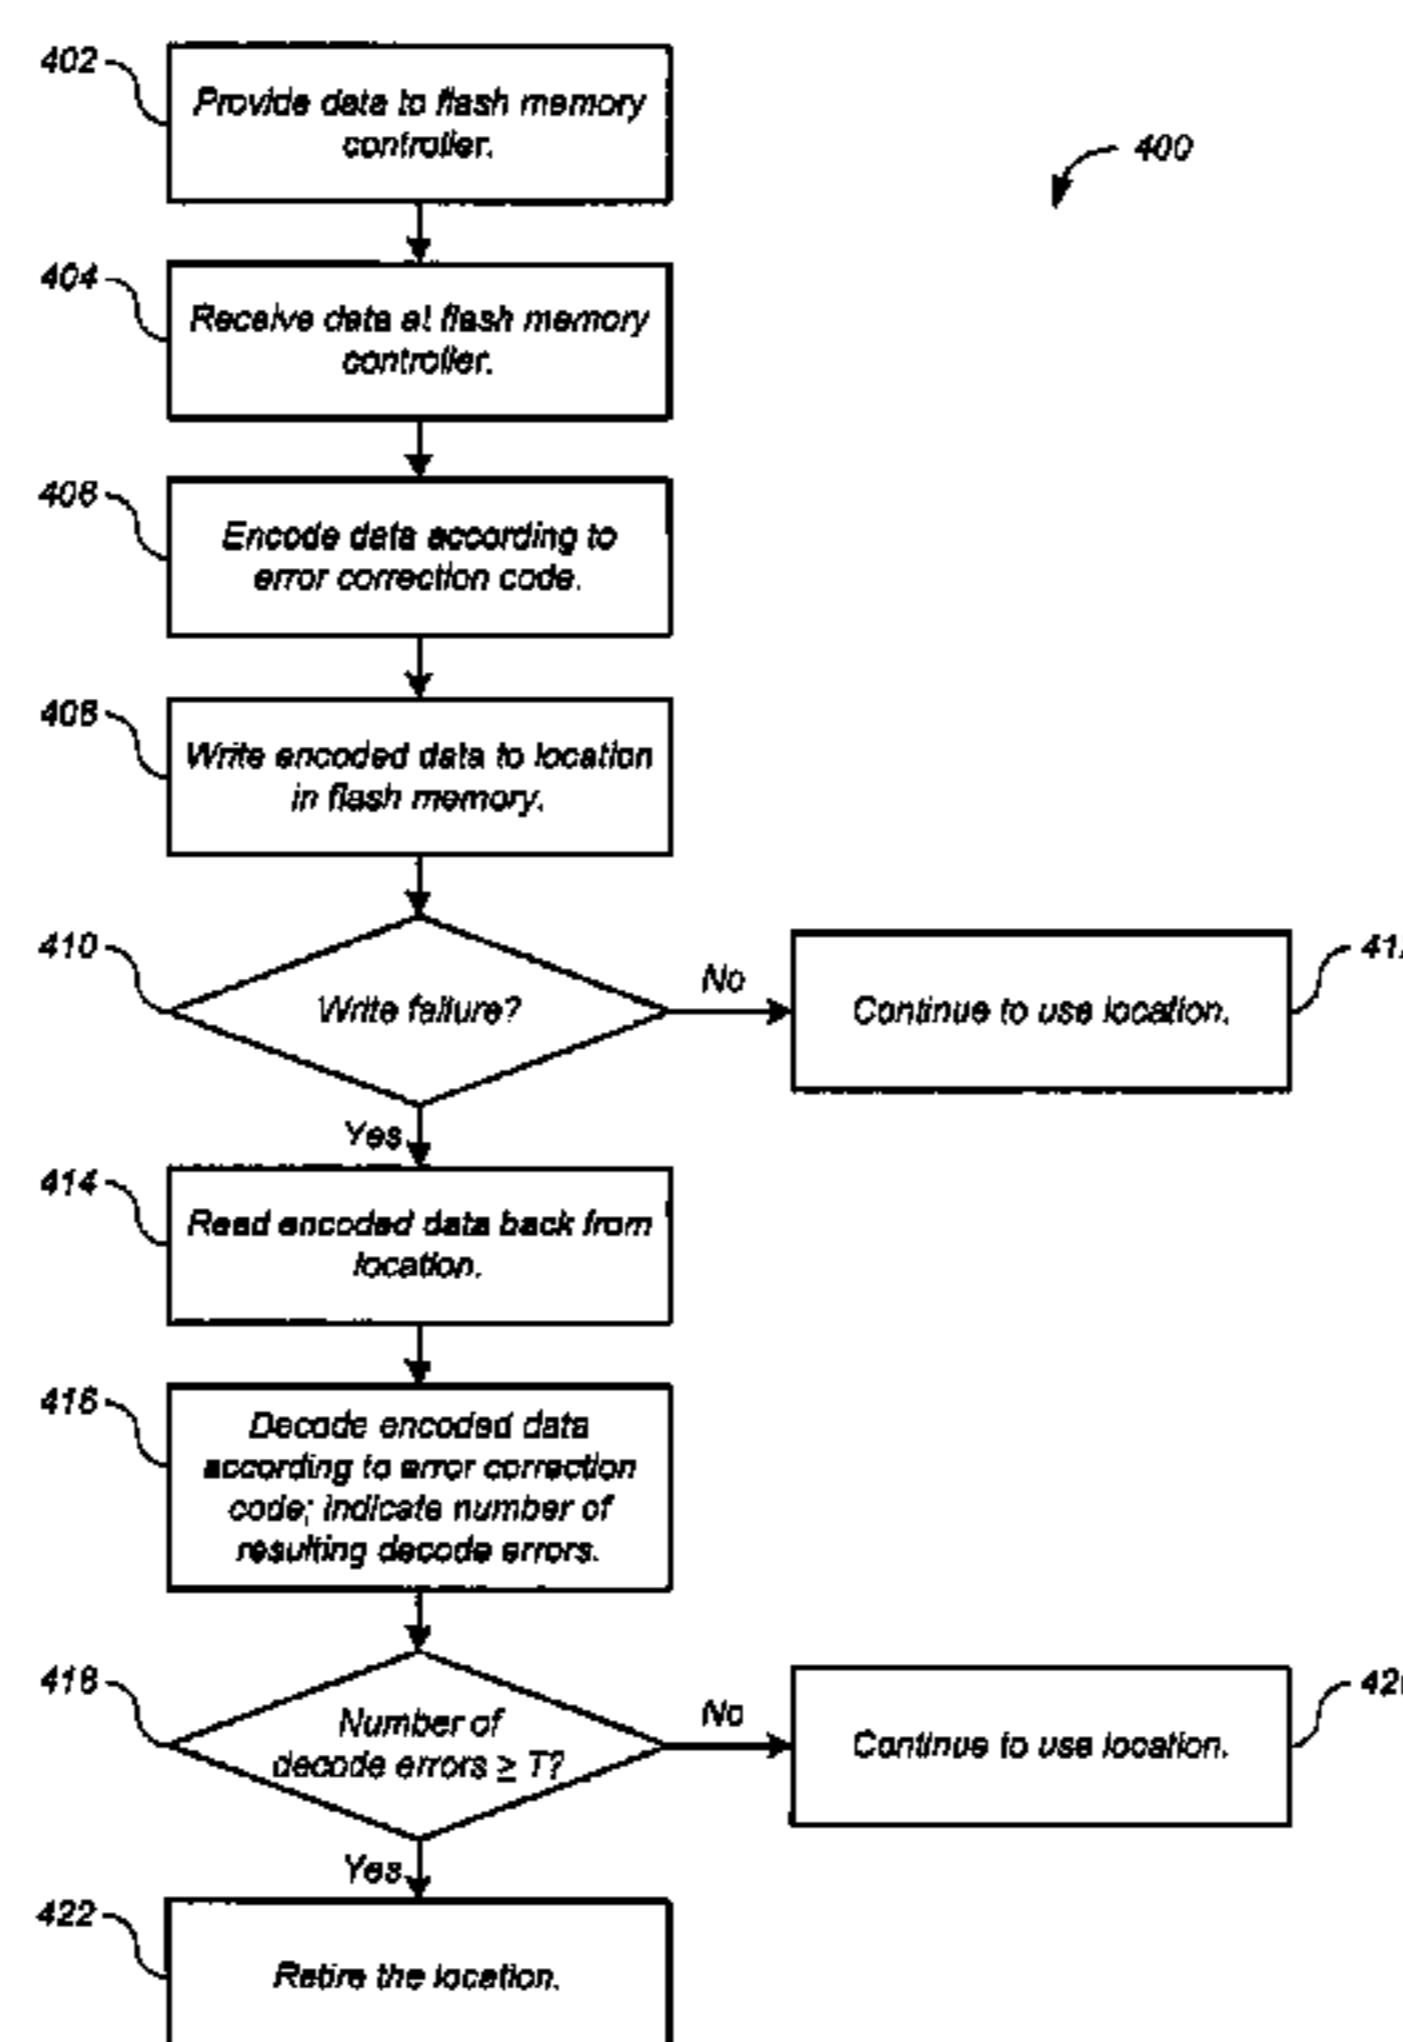 402
Provide data to flash memory
controller.
400
404
Receive data at flash memory
controller.
406
Encode data according to
error correction code.
408
Write encoded data to location
in flash memory.
410
Write failure?
No
Continue to use location.
Yes
414
Read encoded data back from
location.
416
Decode encoded data
according to error correction
code; indicate number of
resulting decode errors.
418
Number of
decode errors ≥ T?
No
Continue to use location.
Yes
422
Retire the location.